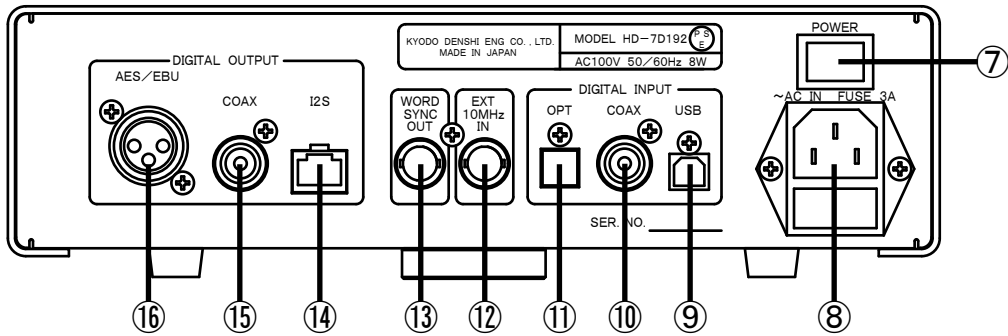 KYODO DENSHI ENG CO., LTD.
MADE IN JAPAN
MODEL HD-7D192
P S
E
AC100V 50/60Hz 8W
POWER
⑦
DIGITAL OUTPUT
AES/EBU
COAX
I2S
WORD
SYNC
OUT
EXT
10MHz
IN
DIGITAL INPUT
OPT
COAX
USB
~AC IN FUSE 3A
SER. NO.
⑯
⑮
⑭
⑬
⑫
⑪
⑩
⑨
⑧